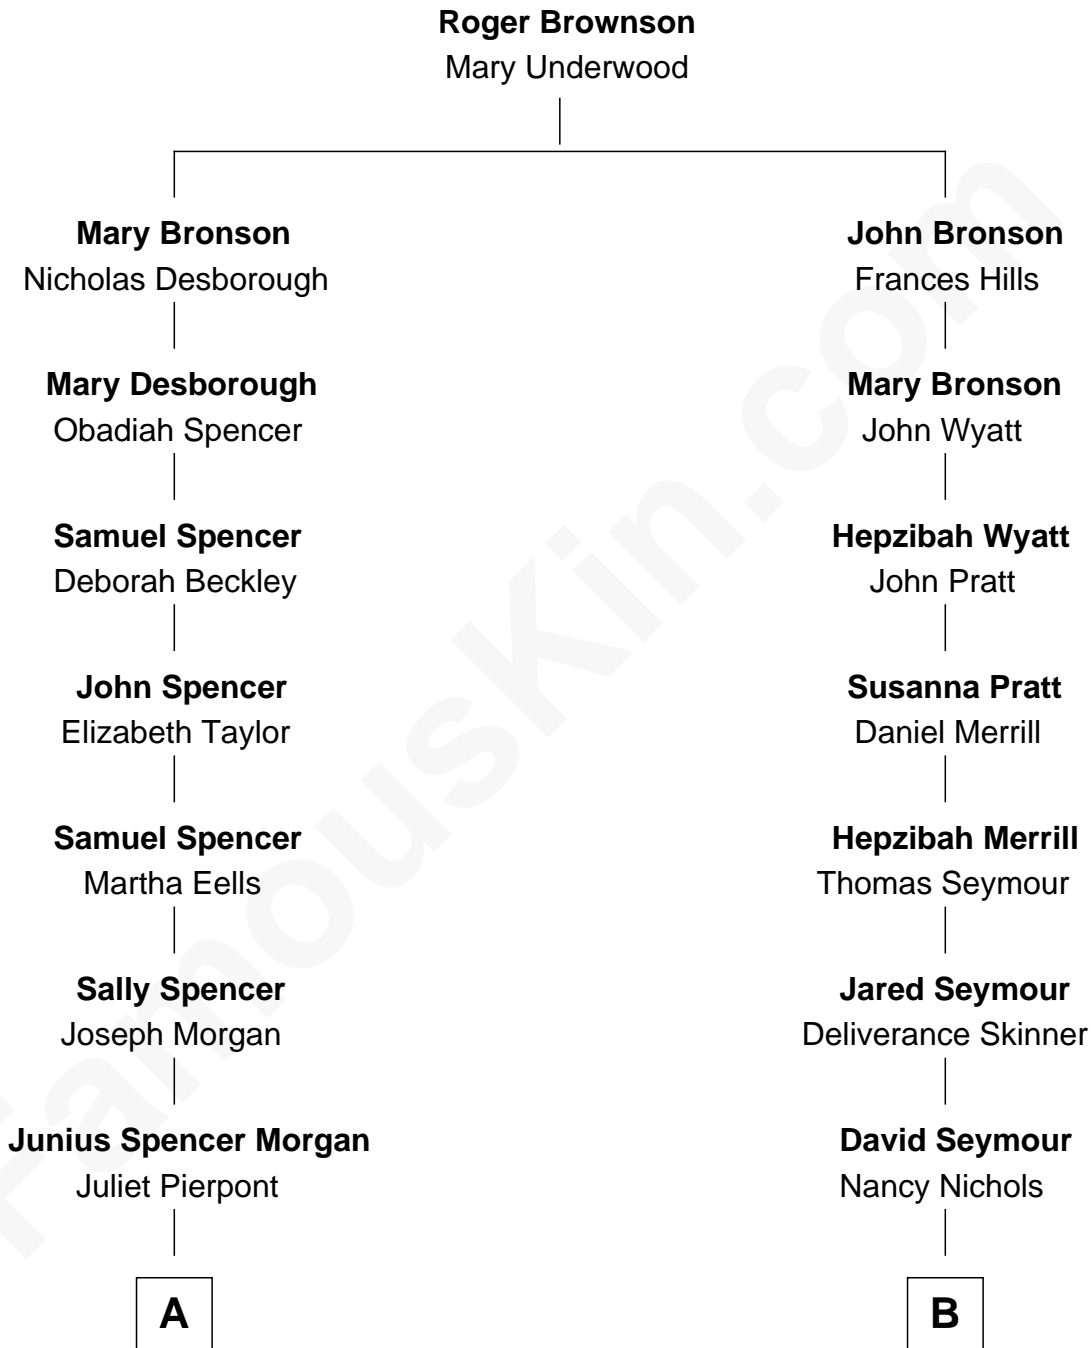 Roger Brownson
Mary Underwood
Mary Bronson
Nicholas Desborough
John Bronson
Frances Hills
Mary Desborough
Obadiah Spencer
Mary Bronson
John Wyatt
Samuel Spencer
Deborah Beckley
Hepzibah Wyatt
John Pratt
John Spencer
Elizabeth Taylor
Susanna Pratt
Daniel Merrill
Samuel Spencer
Martha Eells
Hepzibah Merrill
Thomas Seymour
Sally Spencer
Joseph Morgan
Jared Seymour
Deliverance Skinner
Junius Spencer Morgan
Juliet Pierpont
David Seymour
Nancy Nichols
A
B
FamousKin.com